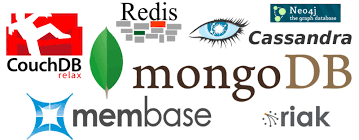 Redis
Neo4j
the graph database
CouchDB
relax
Cassandra
mongoDB
membase
riak